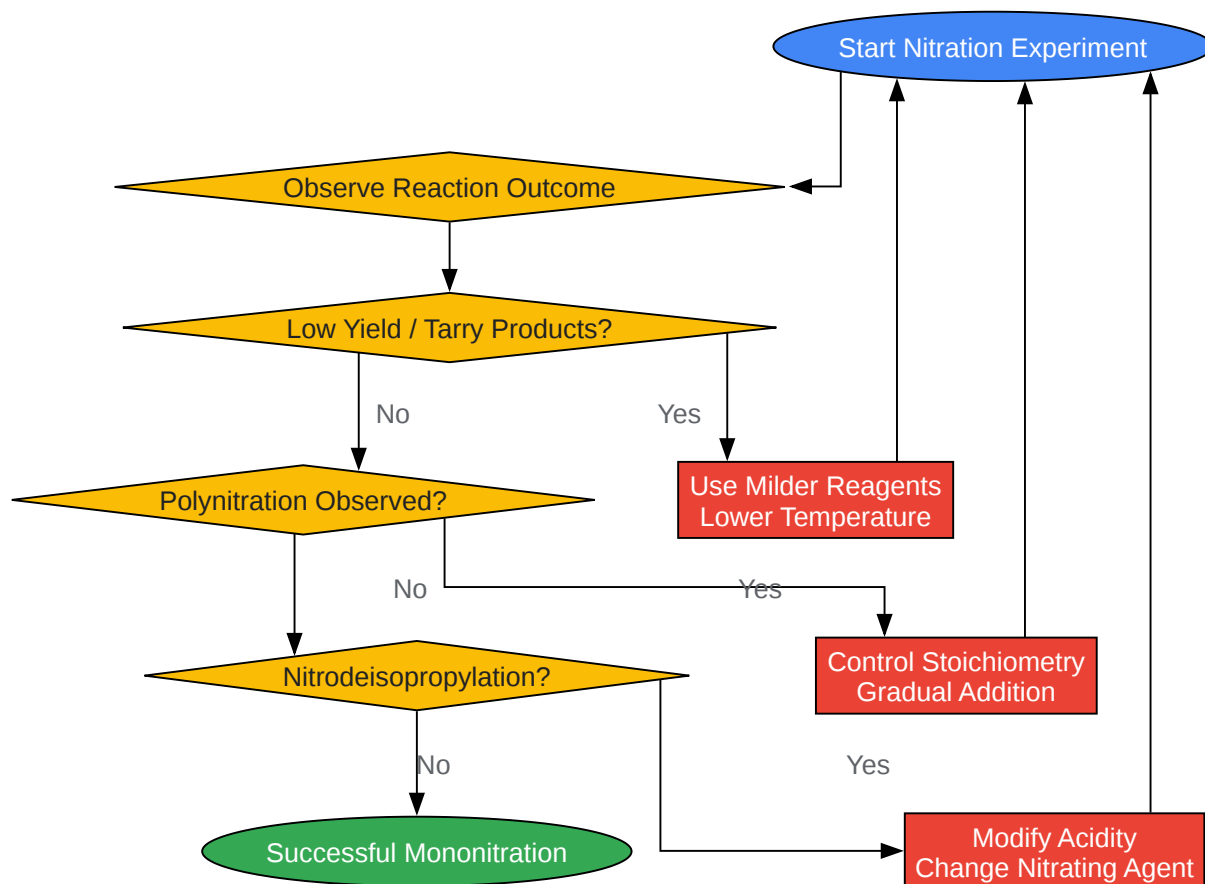 Start Nitration Experiment
Observe Reaction Outcome
Low Yield / Tarry Products?
No
Yes
Use Milder Reagents
Lower Temperature
Polynitration Observed?
No
Yes
Control Stoichiometry
Gradual Addition
Nitrodeisopropylation?
No
Yes
Successful Mononitration
Modify Acidity
Change Nitrating Agent